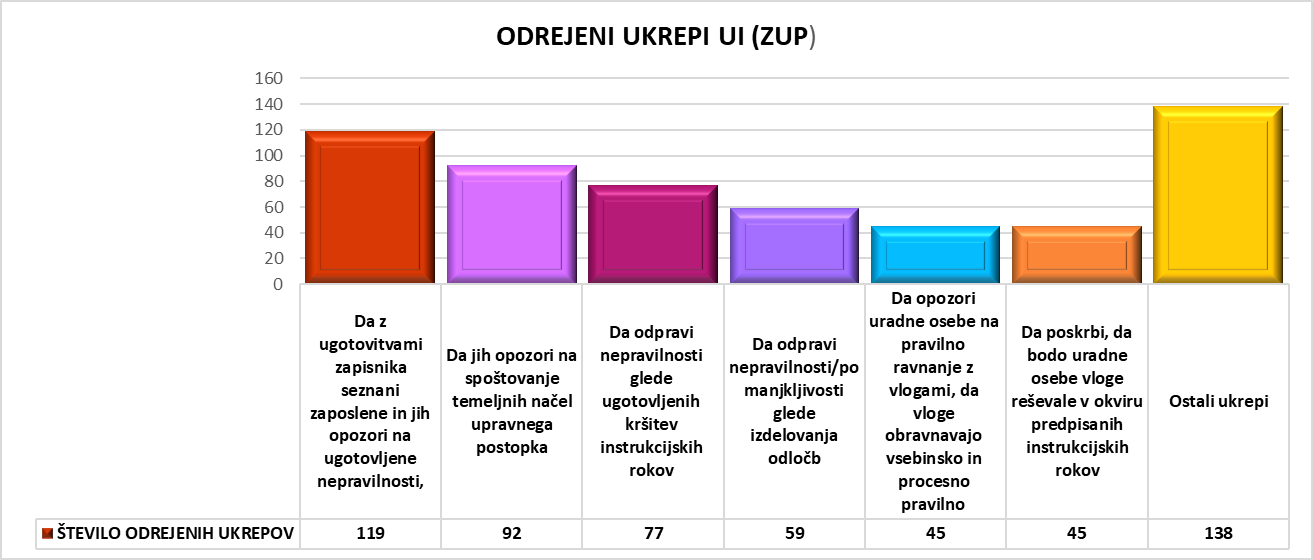 ODREJENI UKREPI UI (ZUP)
160
140
120
100
80
60
40
20
0
Da z
ugotovitvami
zapisnika
seznani
zaposlene in jih
opozori na
ugotovljene
nepravilnosti,
Da jih opozori na
spoštovanje
temeljnih načel
upravnega
postopka
Da odpravi
nepravilnosti
glede
ugotovljenih
kršitev
instrukcijskih
rokov
Da odpravi
nepravilnosti/po
manjkljivosti
glede
izdelovanja
odločb
Da opozori
uradne osebe na
pravilno
ravnanje z
vlogami, da
vloge
obravnavajo
vsebinsko in
procesno
pravilno
Da poskrbi, da
bodo uradne
osebe vloge
reševale v okviru
predpisanih
instrukcijskih
rokov
Ostali ukrepi
ŠTEVILO ODREJENIH UKREPOV 119 92 77 59 45 45 138